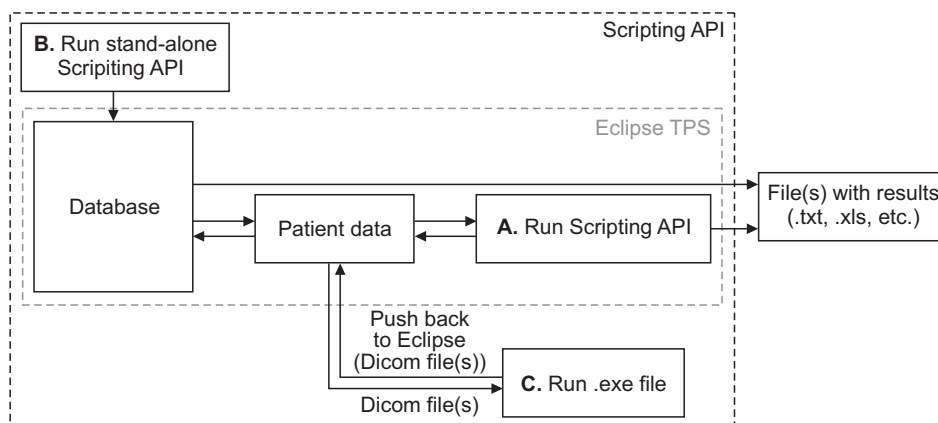 Scripting API
B. Run stand-alone
Scripiting API
Eclipse TPS
Database
Patient data
A. Run Scripting API
File(s) with results
(.txt, .xls, etc.)
Push back
to Eclipse
(Dicom file(s))
C. Run .exe file
Dicom file(s)